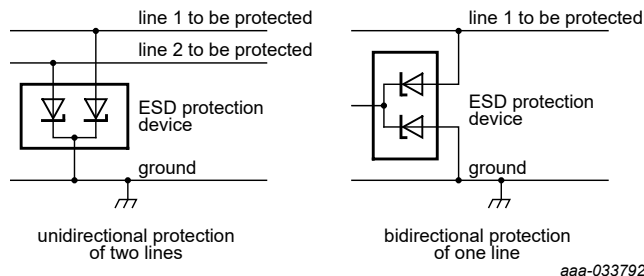 line 1 to be protected
line 2 to be protected
ESD protection
device
ground
unidirectional protection
of two lines
line 1 to be protected
ESD protection
device
ground
bidirectional protection
of one line
aaa-033792